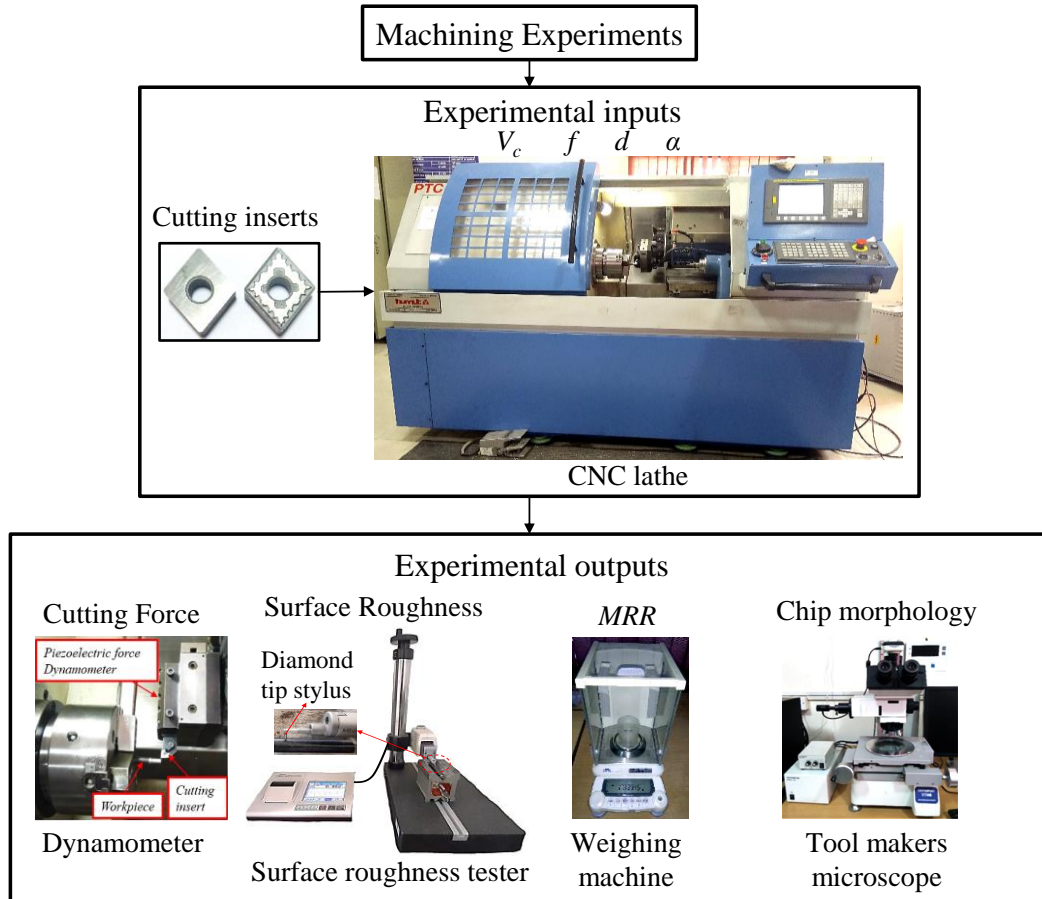 Machining Experiments
Experimental inputs
V_c f d α
PTC
Cutting inserts
CNC lathe
Experimental outputs
Cutting Force
Piezoelectric force
Dynamometer
Workpiece
Cutting
insert
Dynamometer
Surface Roughness
Diamond
tip stylus
Surface roughness tester
MRR
Weighing
machine
Chip morphology
Tool makers
microscope